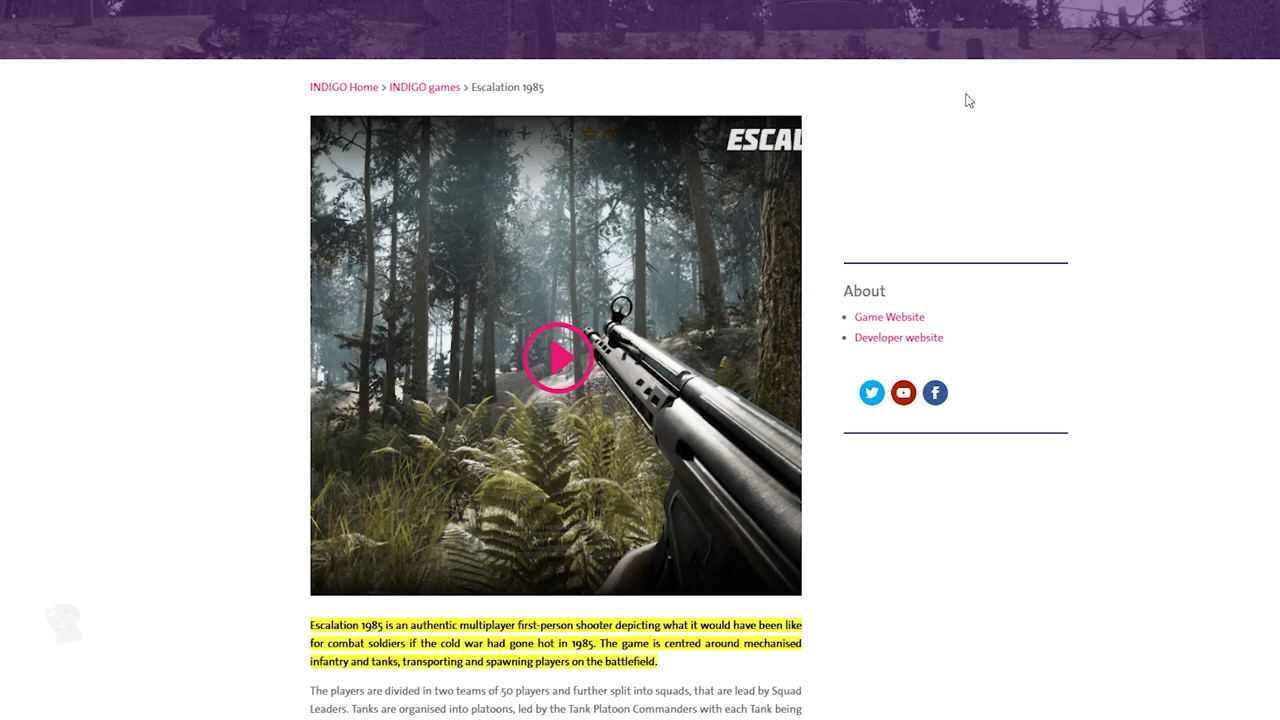 INDIGO Home > INDIGO games > Escalation 1985
ESCAL
About
Game Website
Developer website
Escalation 1985 is an authentic multiplayer first-person shooter depicting what it would have been like
for combat soldiers if the cold war had gone hot in 1985. The game is centred around mechanised
infantry and tanks, transporting and spawning players on the battlefield.
The players are divided in two teams of 50 players and further split into squads, that are lead by Squad
Leaders. Tanks are organised into platoons, led by the Tank Platoon Commanders with each Tank being